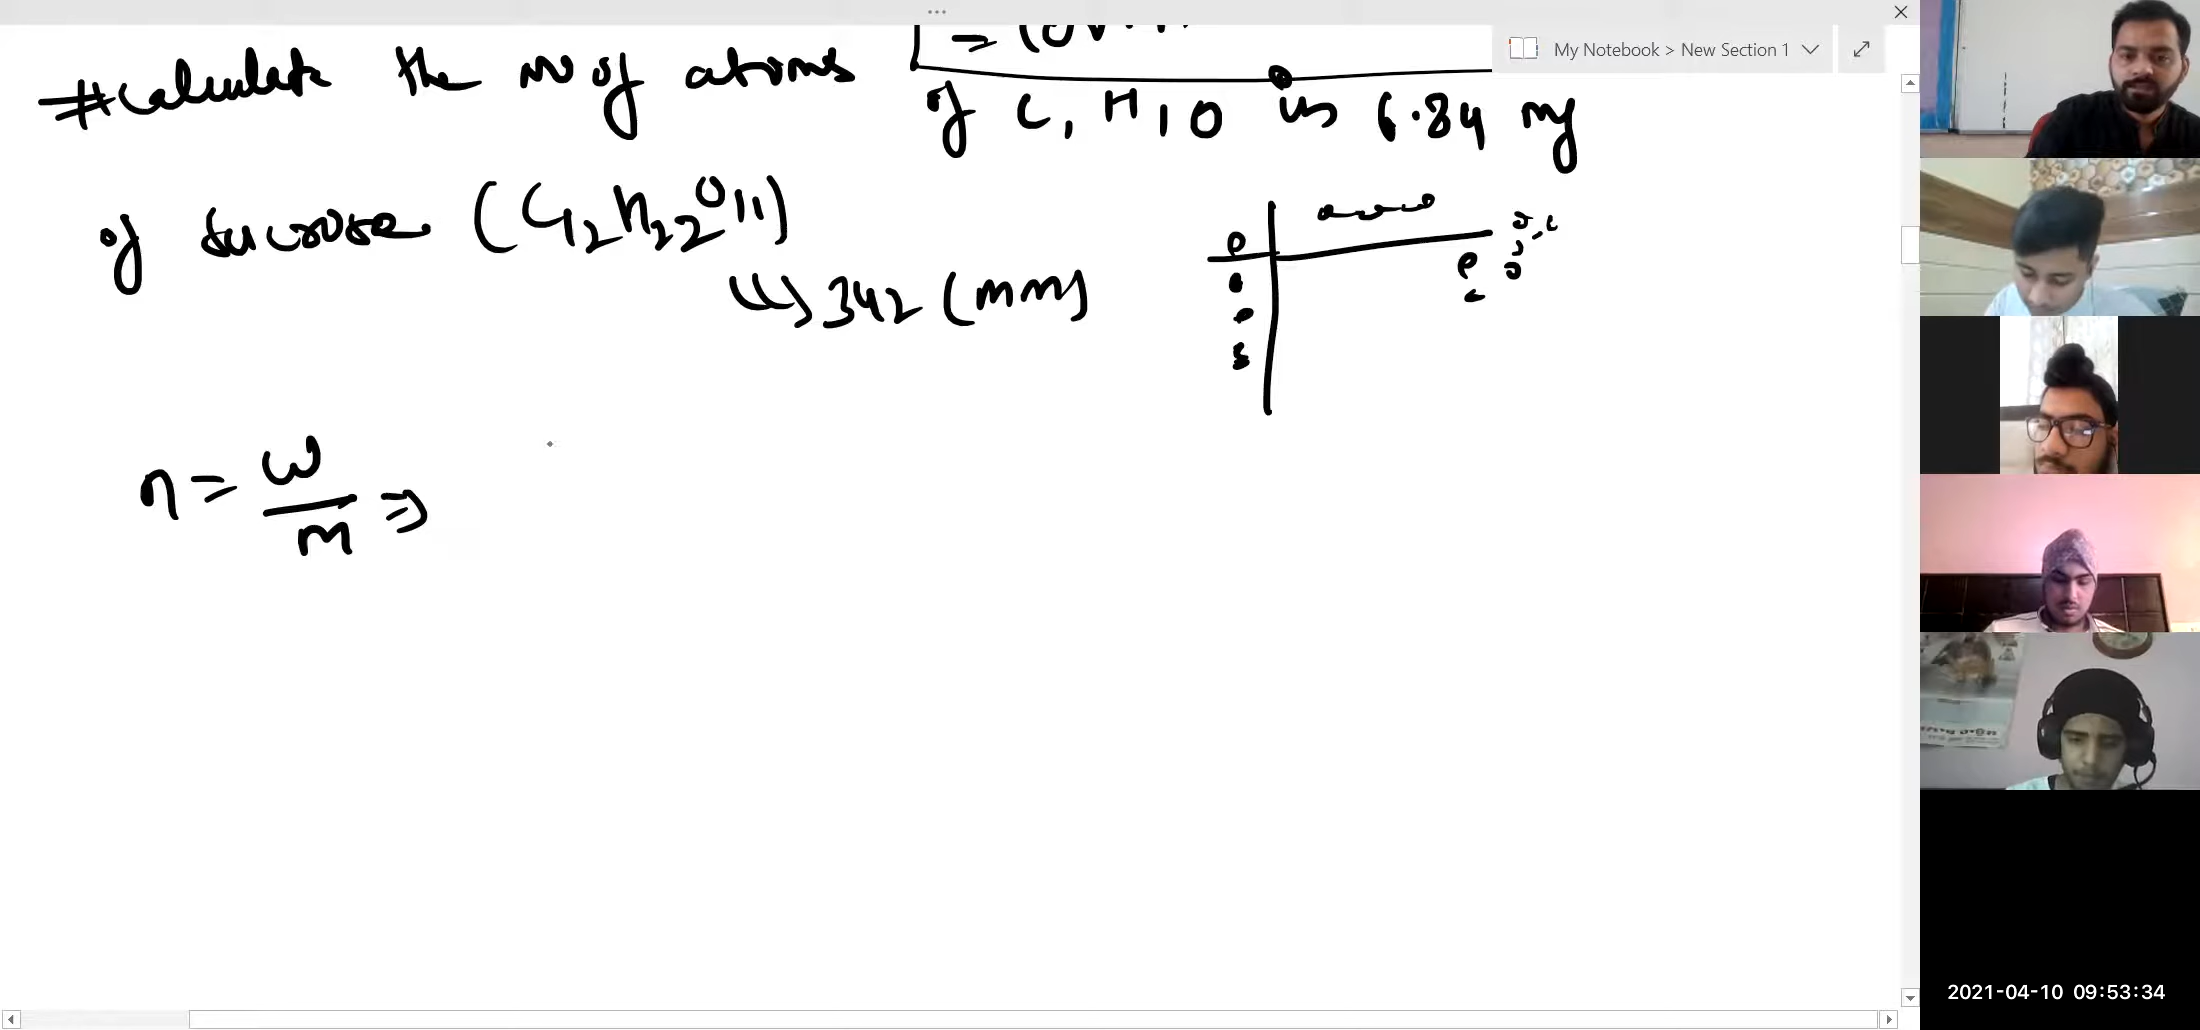 My Notebook > New Section 1
#Calculate the no of atoms
of C, H, O in 6.84 mg
of sucrose (C12H22O11)
342 (mm)
n = w/m ⇒
2021-04-10 09:53:34